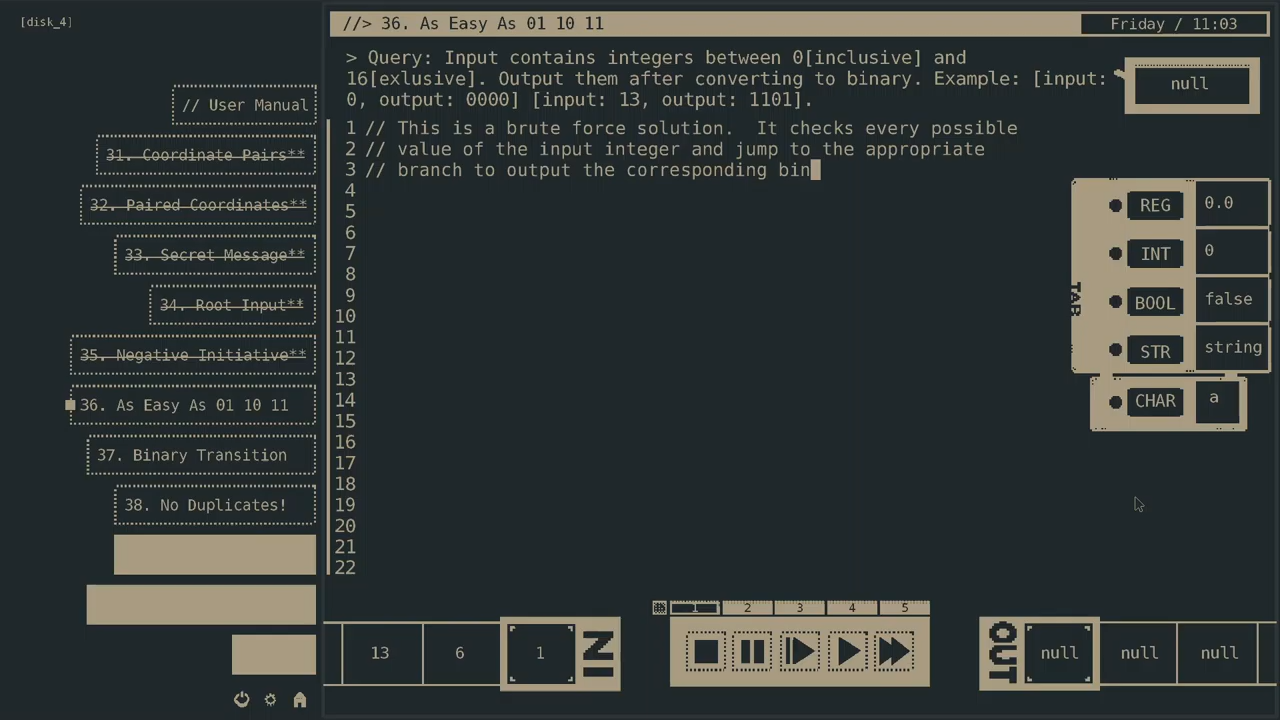 [disk_4]
//> 36. As Easy As 01 10 11
Friday / 11:03
> Query: Input contains integers between 0[inclusive] and
16[exlusive]. Output them after converting to binary. Example: [input:
0, output: 0000] [input: 13, output: 1101].
null
// User Manual
31. Coordinate Pairs**
32. Paired Coordinates**
33. Secret Message**
34. Root Input**
35. Negative Initiative**
36. As Easy As 01 10 11
37. Binary Transition
38. No Duplicates!
1 // This is a brute force solution.  It checks every possible
2 // value of the input integer and jump to the appropriate
3 // branch to output the corresponding bin
4
5
6
7
8
9
10
11
12
13
14
15
16
17
18
19
20
21
22
REG 0.0
INT 0
BOOL false
STR string
CHAR a
1 2 3 4 5
13 6 1 IN
OUT null null null